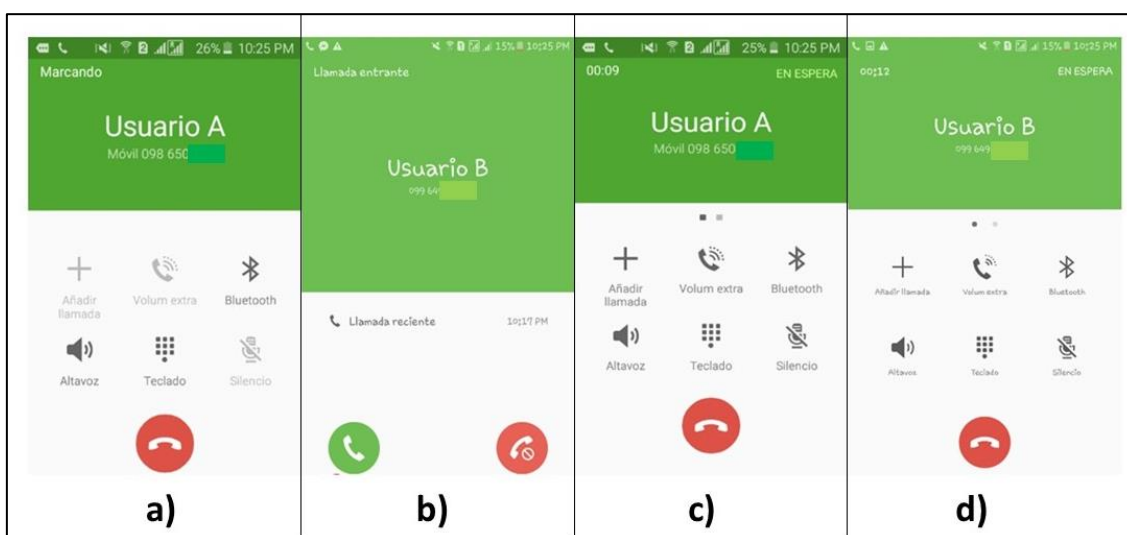 26% 10:25 PM
Marcando
Usuario A
Móvil 098 650
Añadir
llamada
Volum extra
Bluetooth
Altavoz
Teclado
Silencio
a)
15% 10:25 PM
Llamada entrante
Usuario B
099 64
Llamada reciente
10:17 PM
b)
25% 10:25 PM
00:09
EN ESPERA
Usuario A
Móvil 098 650
Añadir
llamada
Volum extra
Bluetooth
Altavoz
Teclado
Silencio
c)
15% 10:25 PM
00:12
EN ESPERA
Usuario B
099 649
Añadir llamada
Volum extra
Bluetooth
Altavoz
Teclado
Silencio
d)